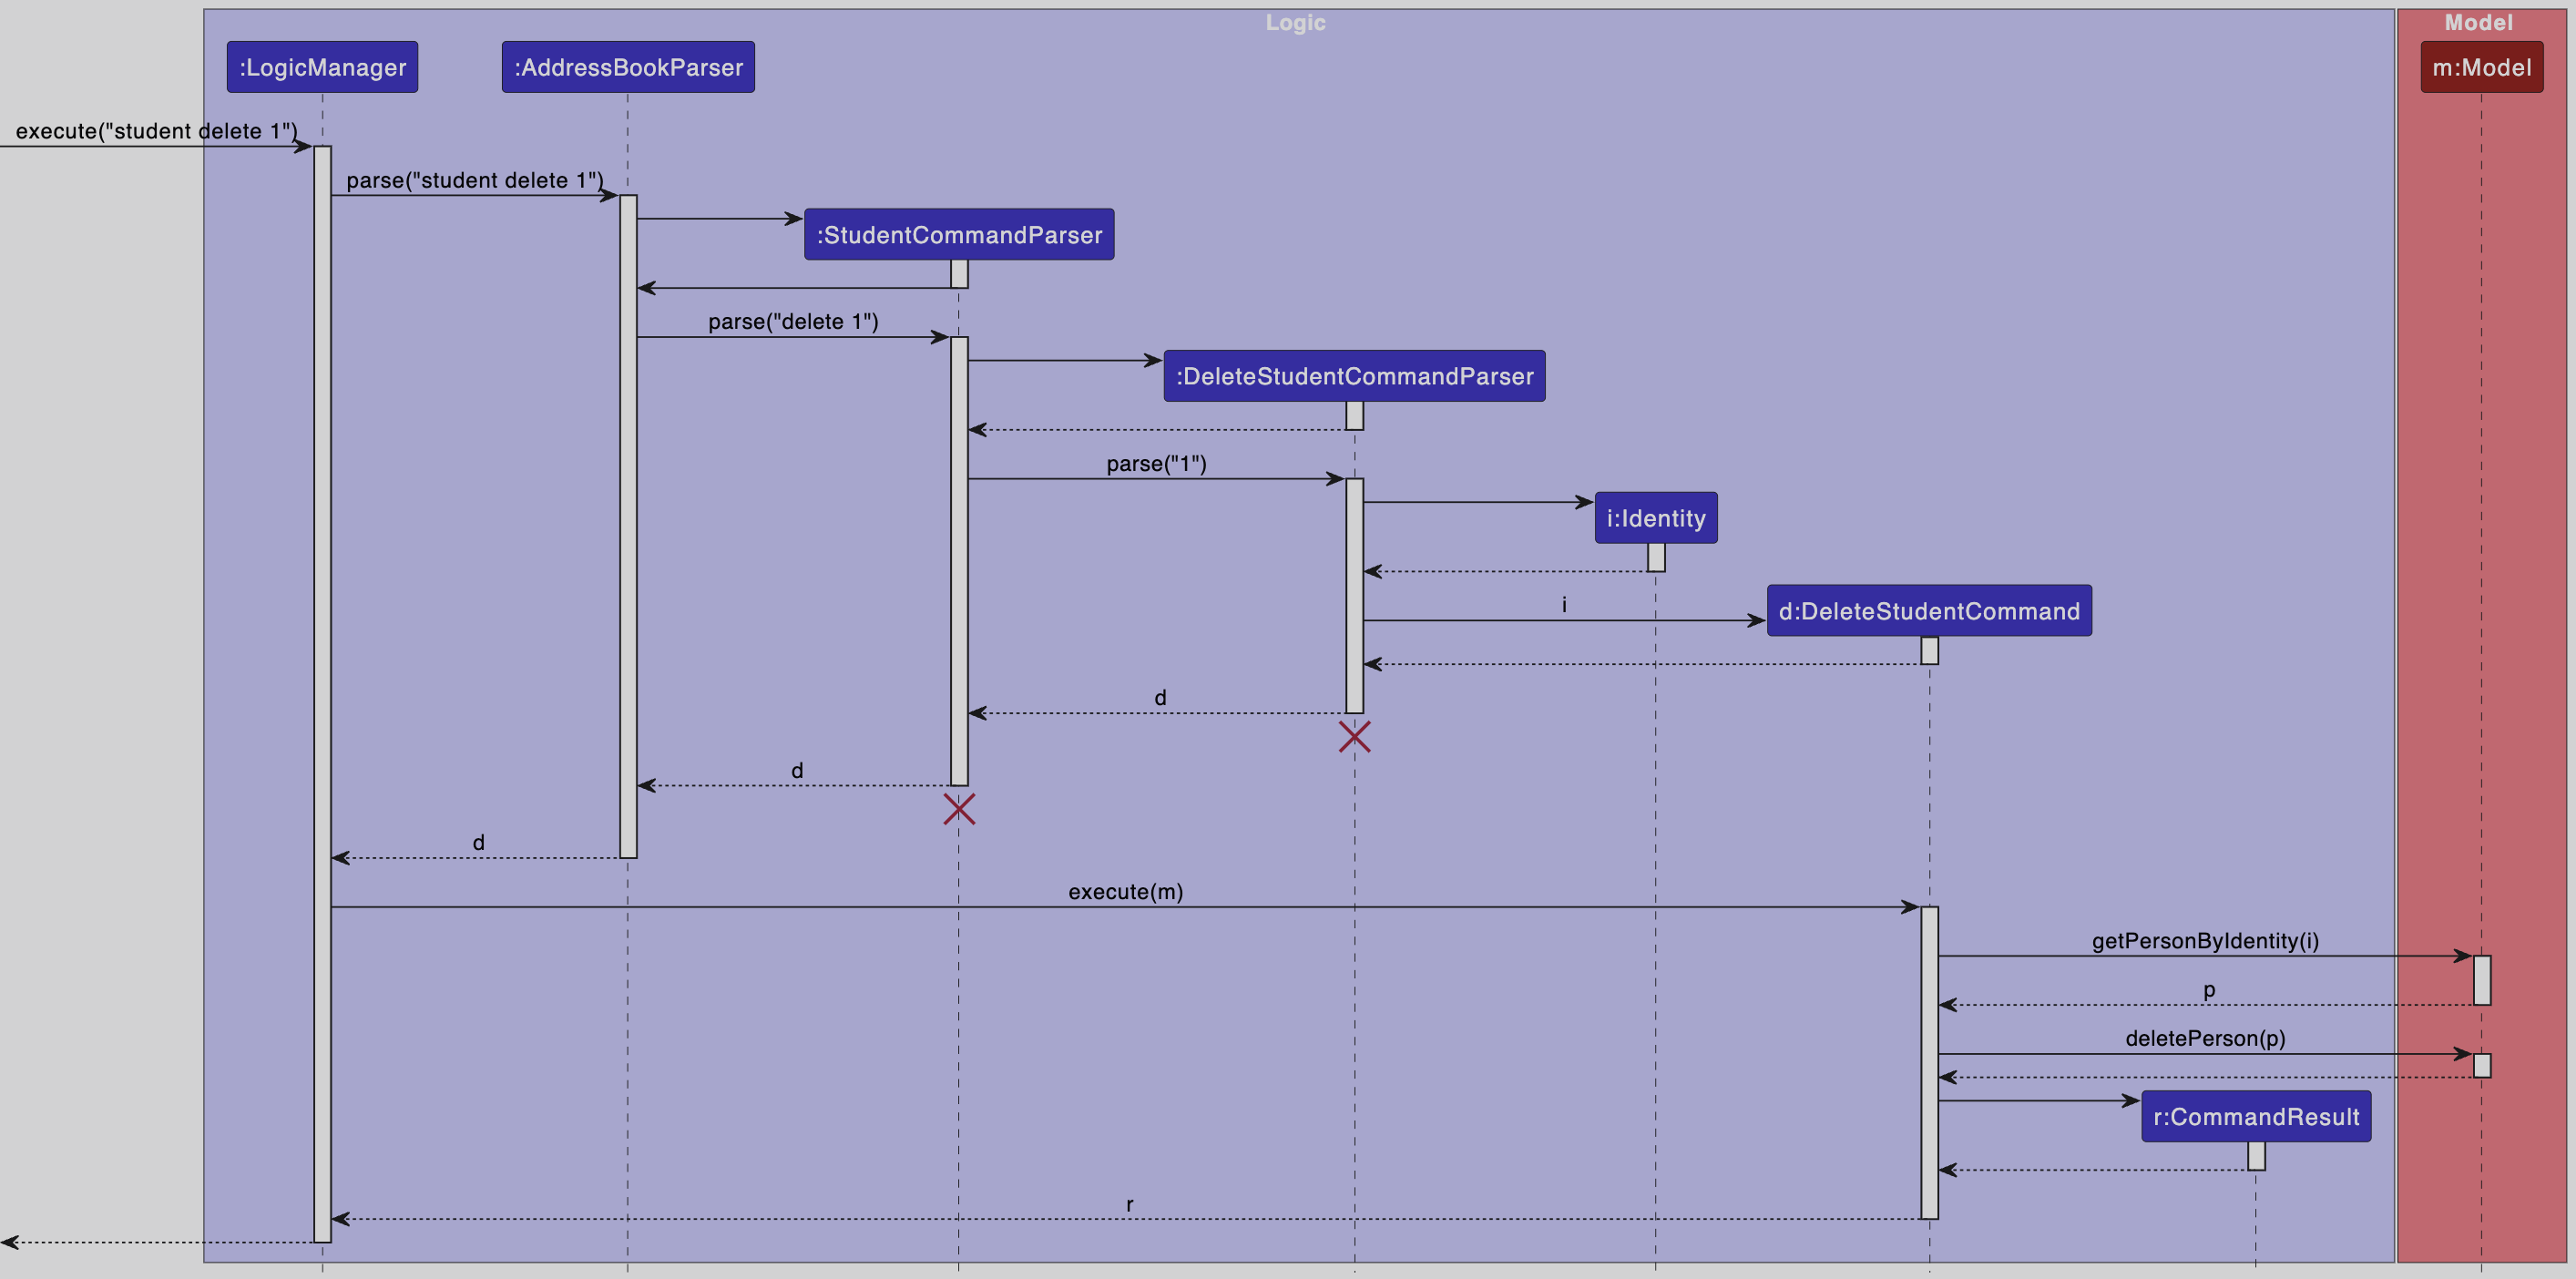 Logic
Model
:LogicManager
:AddressBookParser
m:Model
execute("student delete 1")
parse("student delete 1")
:StudentCommandParser
parse("delete 1")
:DeleteStudentCommandParser
parse("1")
i:Identity
i
d:DeleteStudentCommand
d
d
d
execute(m)
getPersonByIdentity(i)
p
deletePerson(p)
r:CommandResult
r